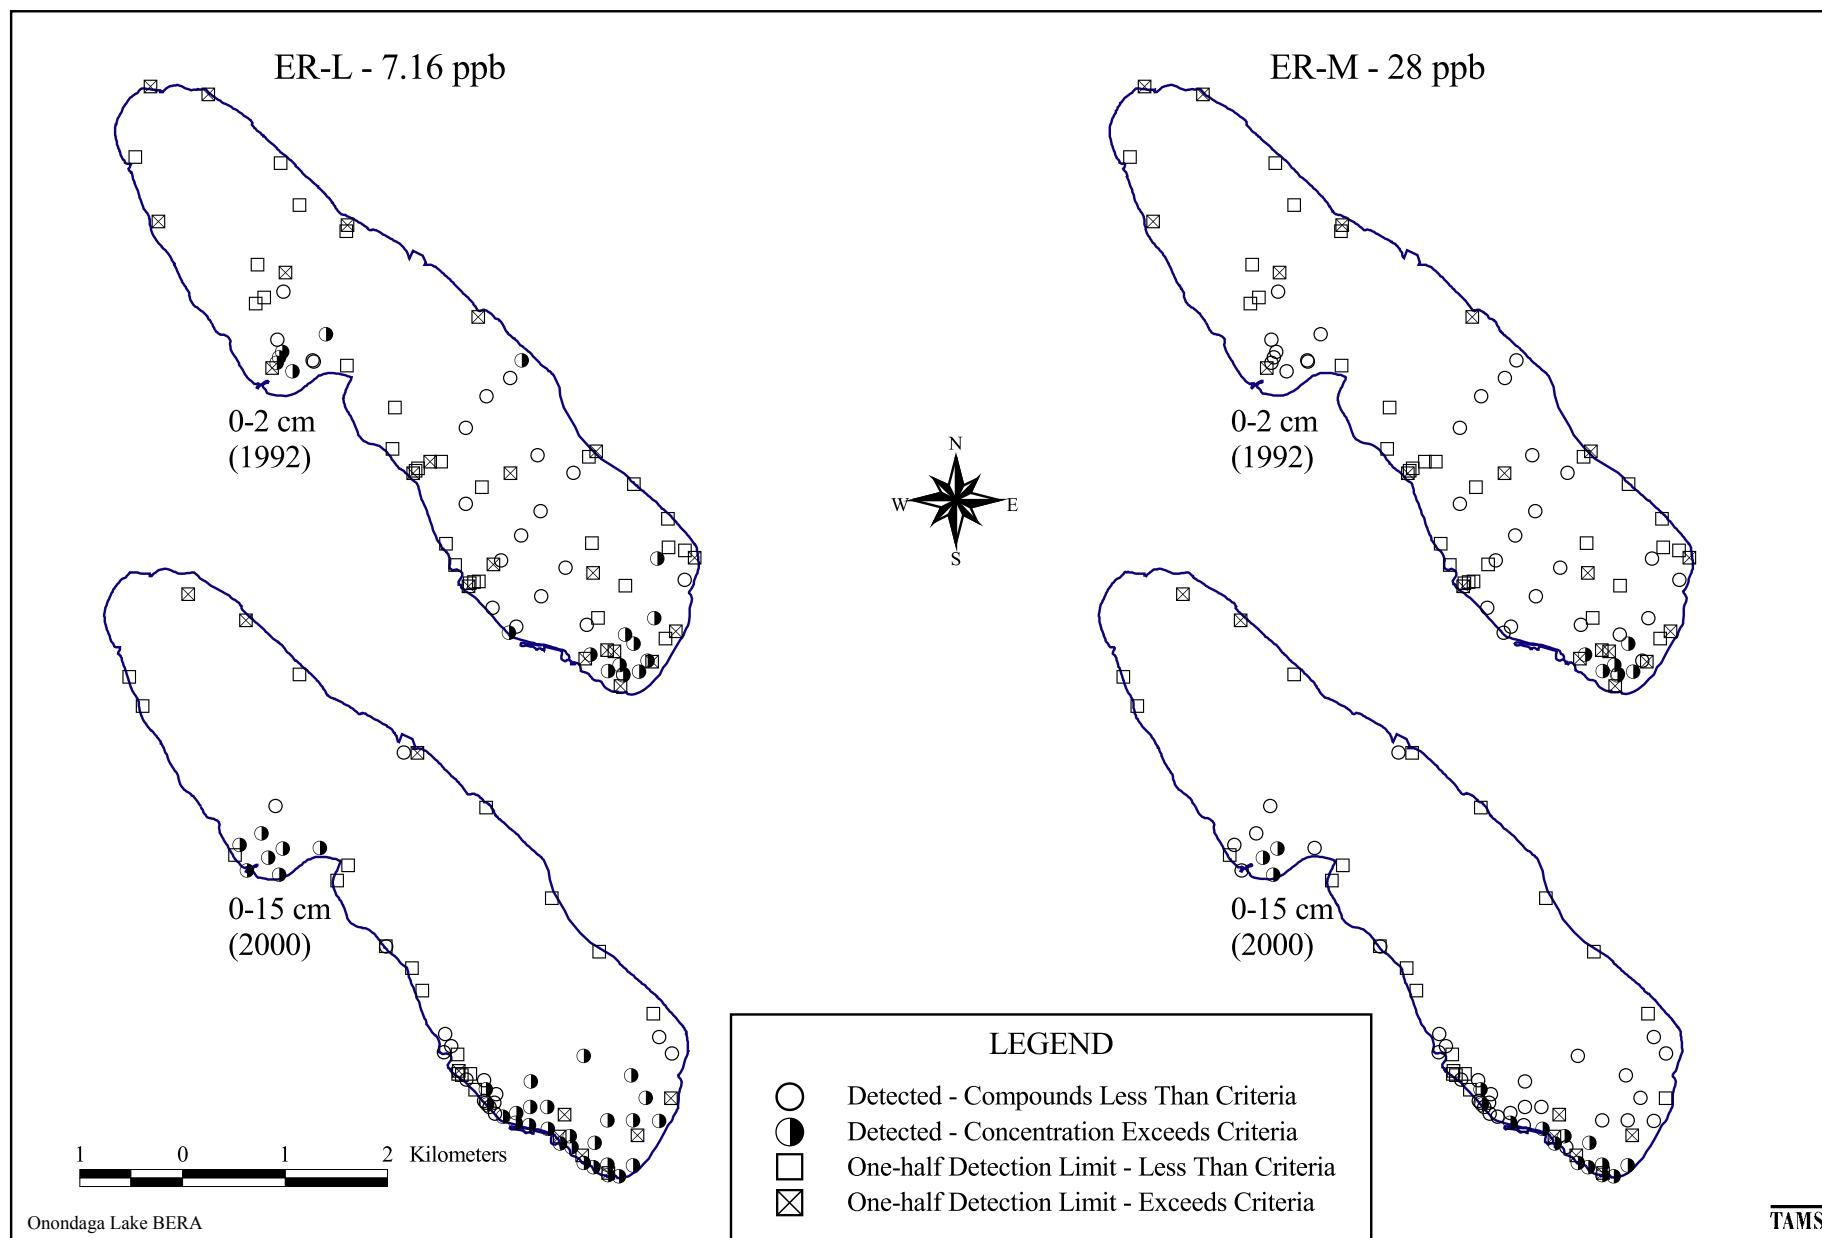 ER-L - 7.16 ppb
ER-M - 28 ppb
0-2 cm
(1992)
0-2 cm
(1992)
N
W
E
S
0-15 cm
(2000)
0-15 cm
(2000)
LEGEND
Detected - Compounds Less Than Criteria
Detected - Concentration Exceeds Criteria
One-half Detection Limit - Less Than Criteria
One-half Detection Limit - Exceeds Criteria
1 0 1 2 Kilometers
Onondaga Lake BERA
TAMS